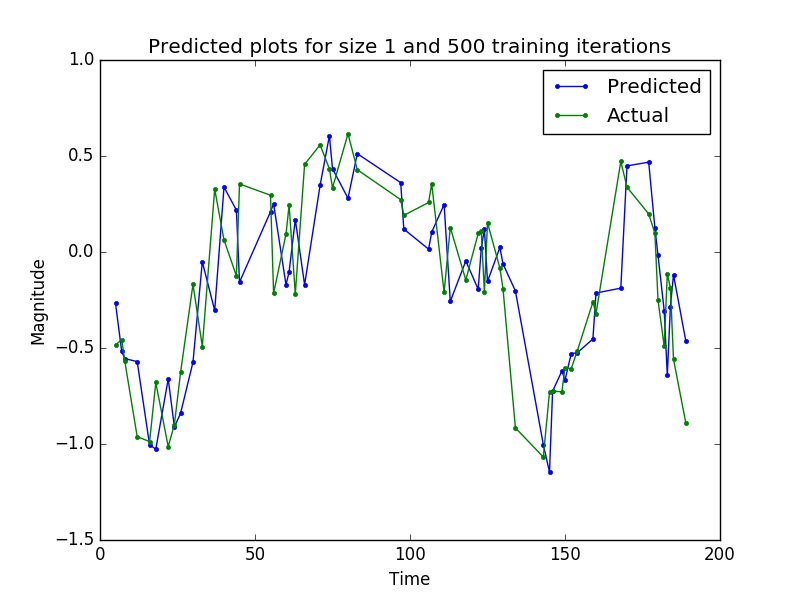 Predicted plots for size 1 and 500 training iterations
1.0
Predicted
Actual
0.5
0.0
Magnitude
−0.5
−1.0
−1.5
0 50 100 150 200
Time